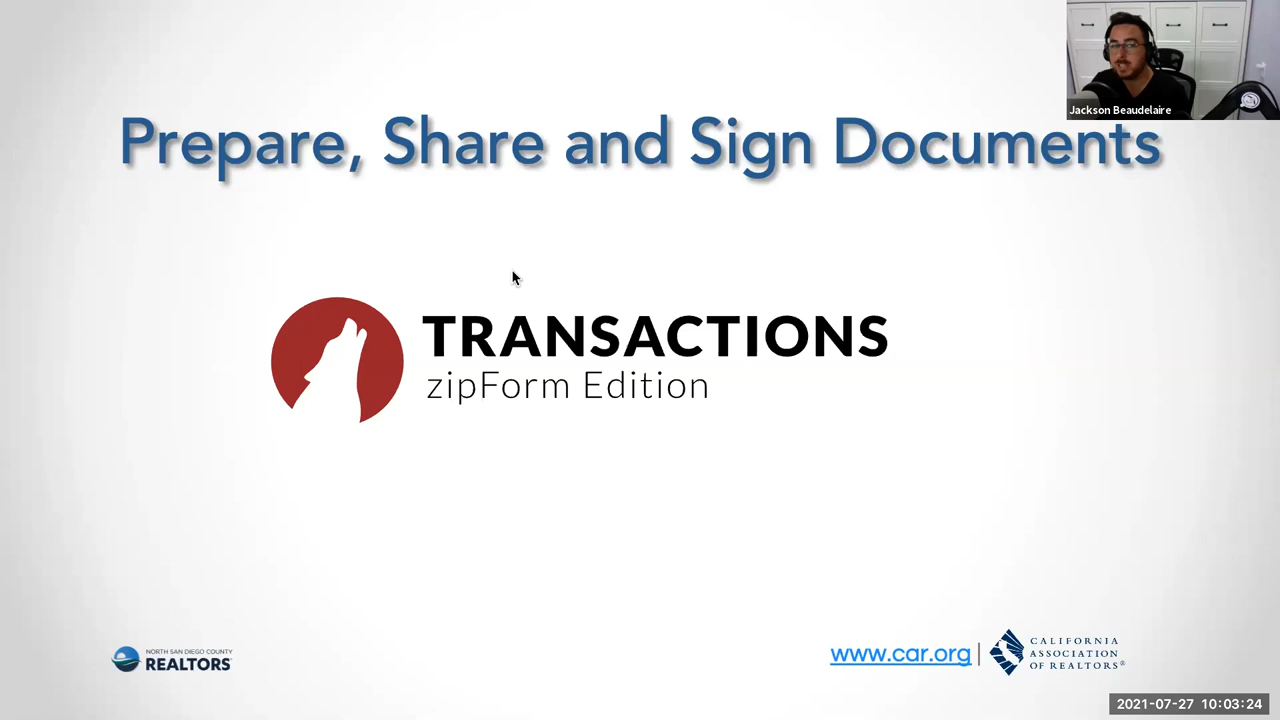 Jackson Beaudelaire
Prepare, Share and Sign Documents
TRANSACTIONS
zipForm Edition
NORTH SAN DIEGO COUNTY
REALTORS
www.car.org
CALIFORNIA
ASSOCIATION
OF REALTORS®
2021-07-27 10:03:24